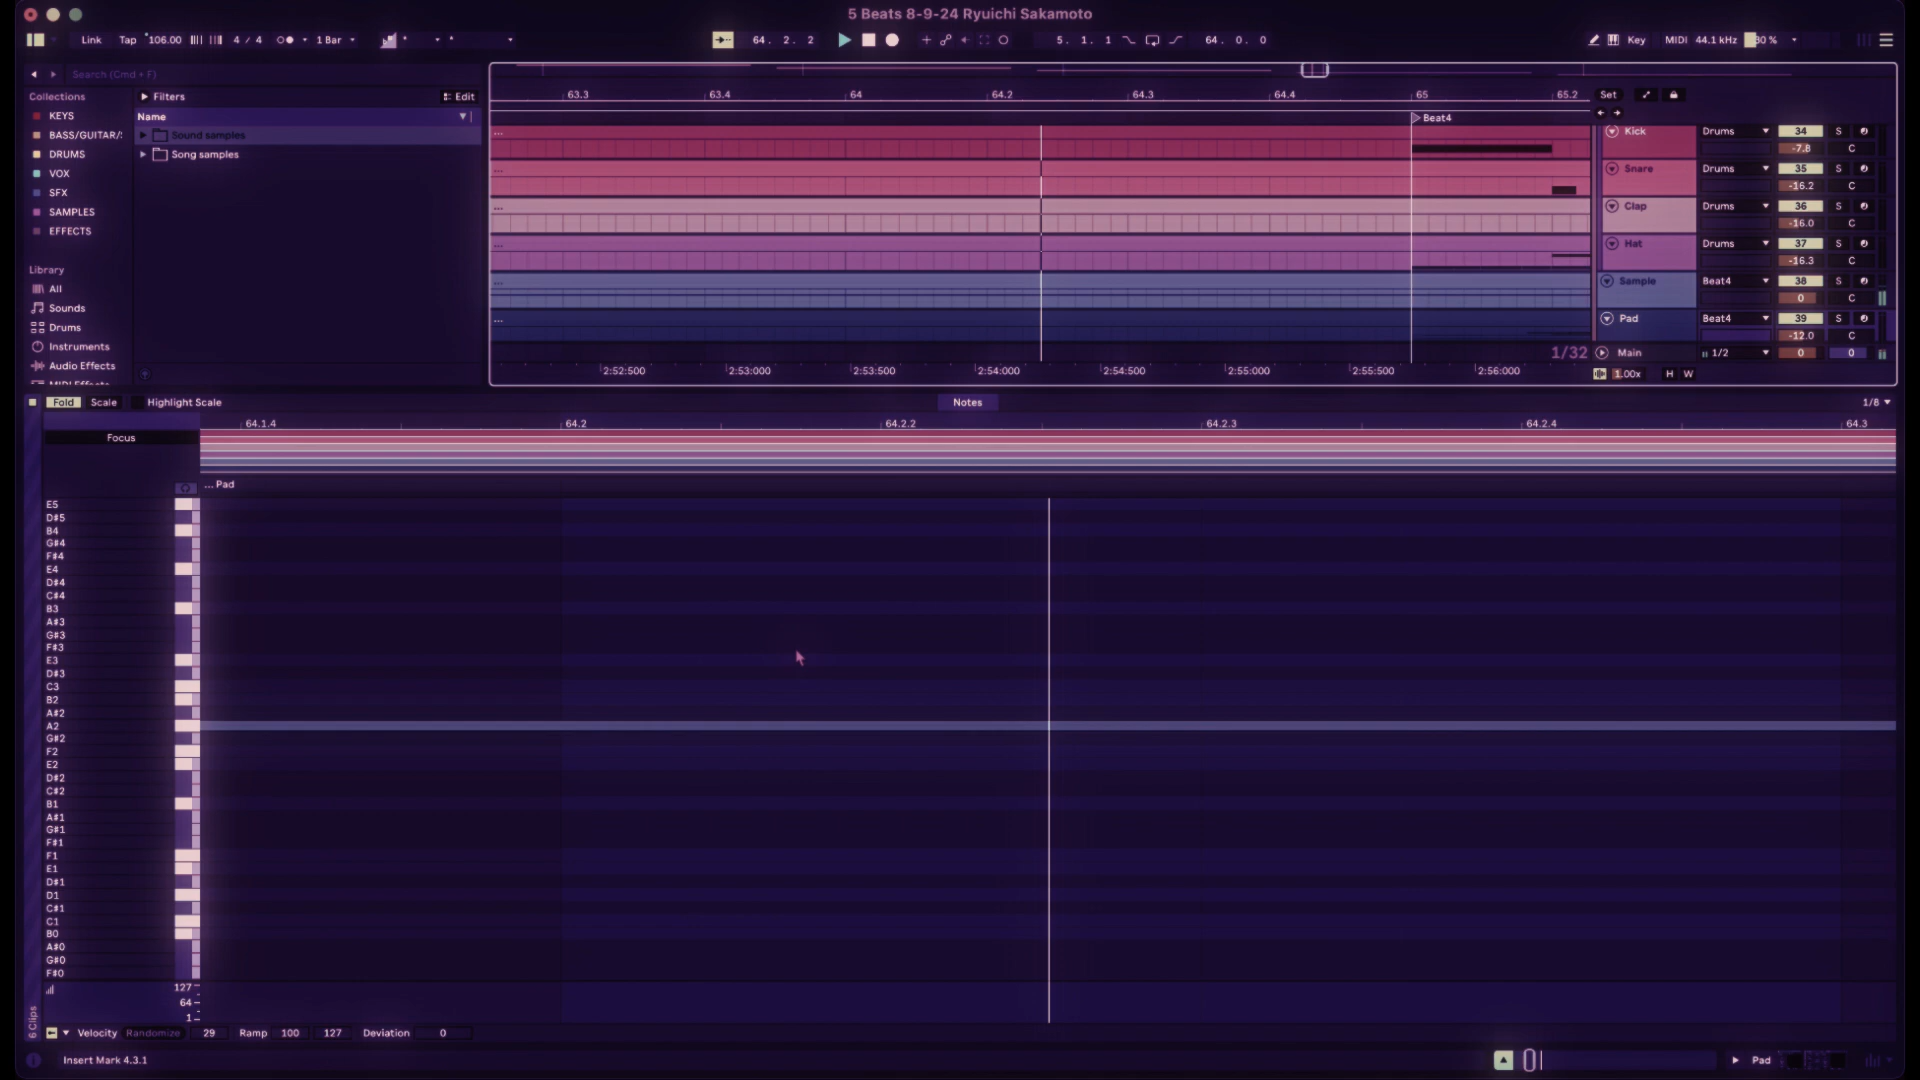 5 Beats 8-9-24 Ryuichi Sakamoto
Link Tap 106.00 4 / 4 1 Bar 64. 2. 2 5. 1. 1 64. 0. 0 Key MIDI 44.1 kHz 30 %
Search (Cmd + F)
Collections Filters Edit
KEYS Name
BASS/GUITAR/: Sound samples
DRUMS Song samples
VOX
SFX
SAMPLES
EFFECTS
Library
All
Sounds
Drums
Instruments
Audio Effects
MIDI Effects
63.3 63.4 64 64.2 64.3 64.4 65 65.2 Set
Beat4
... Kick Drums 34 S
-7.8 C
... Snare Drums 35 S
-16.2 C
... Clap Drums 36 S
-16.0 C
... Hat Drums 37 S
-16.3 C
... Sample Beat4 38 S
0 C
... Pad Beat4 39 S
-12.0 C
1/32 Main 1/2 0 0
2:52:500 2:53:000 2:53:500 2:54:000 2:54:500 2:55:000 2:55:500 2:56:000 1.00x H W
Fold Scale Highlight Scale Notes 1/8
64.1.4 64.2 64.2.2 64.2.3 64.2.4 64.3
Focus
... Pad
E5
D#5
B4
G#4
F#4
E4
D#4
C#4
B3
A#3
G#3
F#3
E3
D#3
C3
B2
A#2
A2
G#2
F2
E2
D#2
C#2
B1
A#1
G#1
F#1
F1
E1
D#1
D1
C#1
C1
B0
A#0
G#0
F#0
127
64
1
6 Clips
Velocity Randomize 29 Ramp 100 127 Deviation 0
Insert Mark 4.3.1 Pad